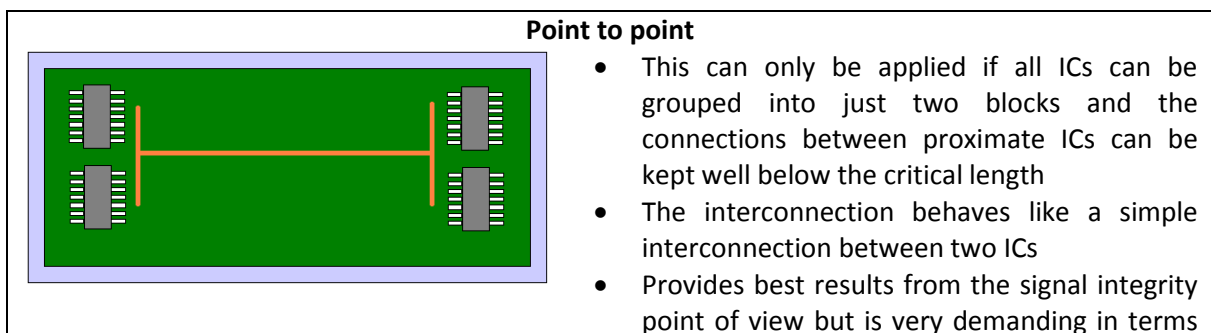 Point to point
• This can only be applied if all ICs can be
grouped into just two blocks and the
connections between proximate ICs can be
kept well below the critical length
• The interconnection behaves like a simple
interconnection between two ICs
• Provides best results from the signal integrity
point of view but is very demanding in terms